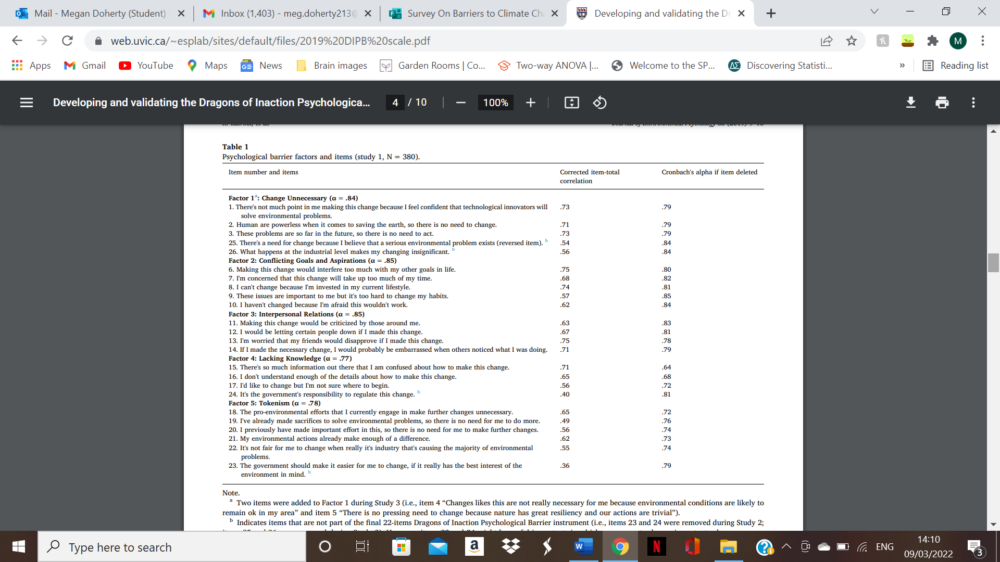 Mail - Megan Doherty (Student)
Inbox (1,403) - meg.doherty213@
Survey On Barriers to Climate Ch
Developing and validating the Dr
web.uvic.ca/~esplab/sites/default/files/2019%20DIPB%20scale.pdf
M
Apps
Gmail
YouTube
Maps
News
Brain images
Garden Rooms | Co...
Two-way ANOVA |...
Welcome to the SP...
Discovering Statisti...
»
Reading list
Developing and validating the Dragons of Inaction Psychologica...
4 / 10
100%
Table 1
Psychological barrier factors and items (study 1, N = 380).
Item number and items Corrected item-total Cronbach's alpha if item deleted
correlation
Factor 1a: Change Unnecessary (α = .84)
1. There's not much point in me making this change because I feel confident that technological innovators will .73 .79
solve environmental problems.
2. Human are powerless when it comes to saving the earth, so there is no need to change. .71 .79
3. These problems are so far in the future, so there is no need to act. .73 .79
25. There's a need for change because I believe that a serious environmental problem exists (reversed item). b .54 .84
26. What happens at the industrial level makes my changing insignificant. b .56 .84
Factor 2: Conflicting Goals and Aspirations (α = .85)
6. Making this change would interfere too much with my other goals in life. .75 .80
7. I'm concerned that this change will take up too much of my time. .68 .82
8. I can't change because I'm invested in my current lifestyle. .74 .81
9. These issues are important to me but it's too hard to change my habits. .57 .85
10. I haven't changed because I'm afraid this wouldn't work. .62 .84
Factor 3: Interpersonal Relations (α = .85)
11. Making this change would be criticized by those around me. .63 .83
12. I would be letting certain people down if I made this change. .67 .81
13. I'm worried that my friends would disapprove if I made this change. .75 .78
14. If I made the necessary change, I would probably be embarrassed when others noticed what I was doing. .71 .79
Factor 4: Lacking Knowledge (α = .77)
15. There's so much information out there that I am confused about how to make this change. .71 .64
16. I don't understand enough of the details about how to make this change. .65 .68
17. I'd like to change but I'm not sure where to begin. .56 .72
24. It's the government's responsibility to regulate this change. b .40 .81
Factor 5: Tokenism (α = .78)
18. The pro-environmental efforts that I currently engage in make further changes unnecessary. .65 .72
19. I've already made sacrifices to solve environmental problems, so there is no need for me to do more. .49 .76
20. I previously have made important effort in this, so there is no need for me to make further changes. .56 .74
21. My environmental actions already make enough of a difference. .62 .73
22. It's not fair for me to change when really it's industry that's causing the majority of environmental .55 .74
problems.
23. The government should make it easier for me to change, if it really has the best interest of the .36 .79
environment in mind. b
Note.
a Two items were added to Factor 1 during Study 3 (i.e., item 4 “Changes likes this are not really necessary for me because environmental conditions are likely to
remain ok in my area” and item 5 “There is no pressing need to change because nature has great resiliency and our actions are trivial”).
b Indicates items that are not part of the final 22-items Dragons of Inaction Psychological Barrier instrument (i.e., items 23 and 24 were removed during Study 2;
Type here to search
ENG
14:10
09/03/2022
3